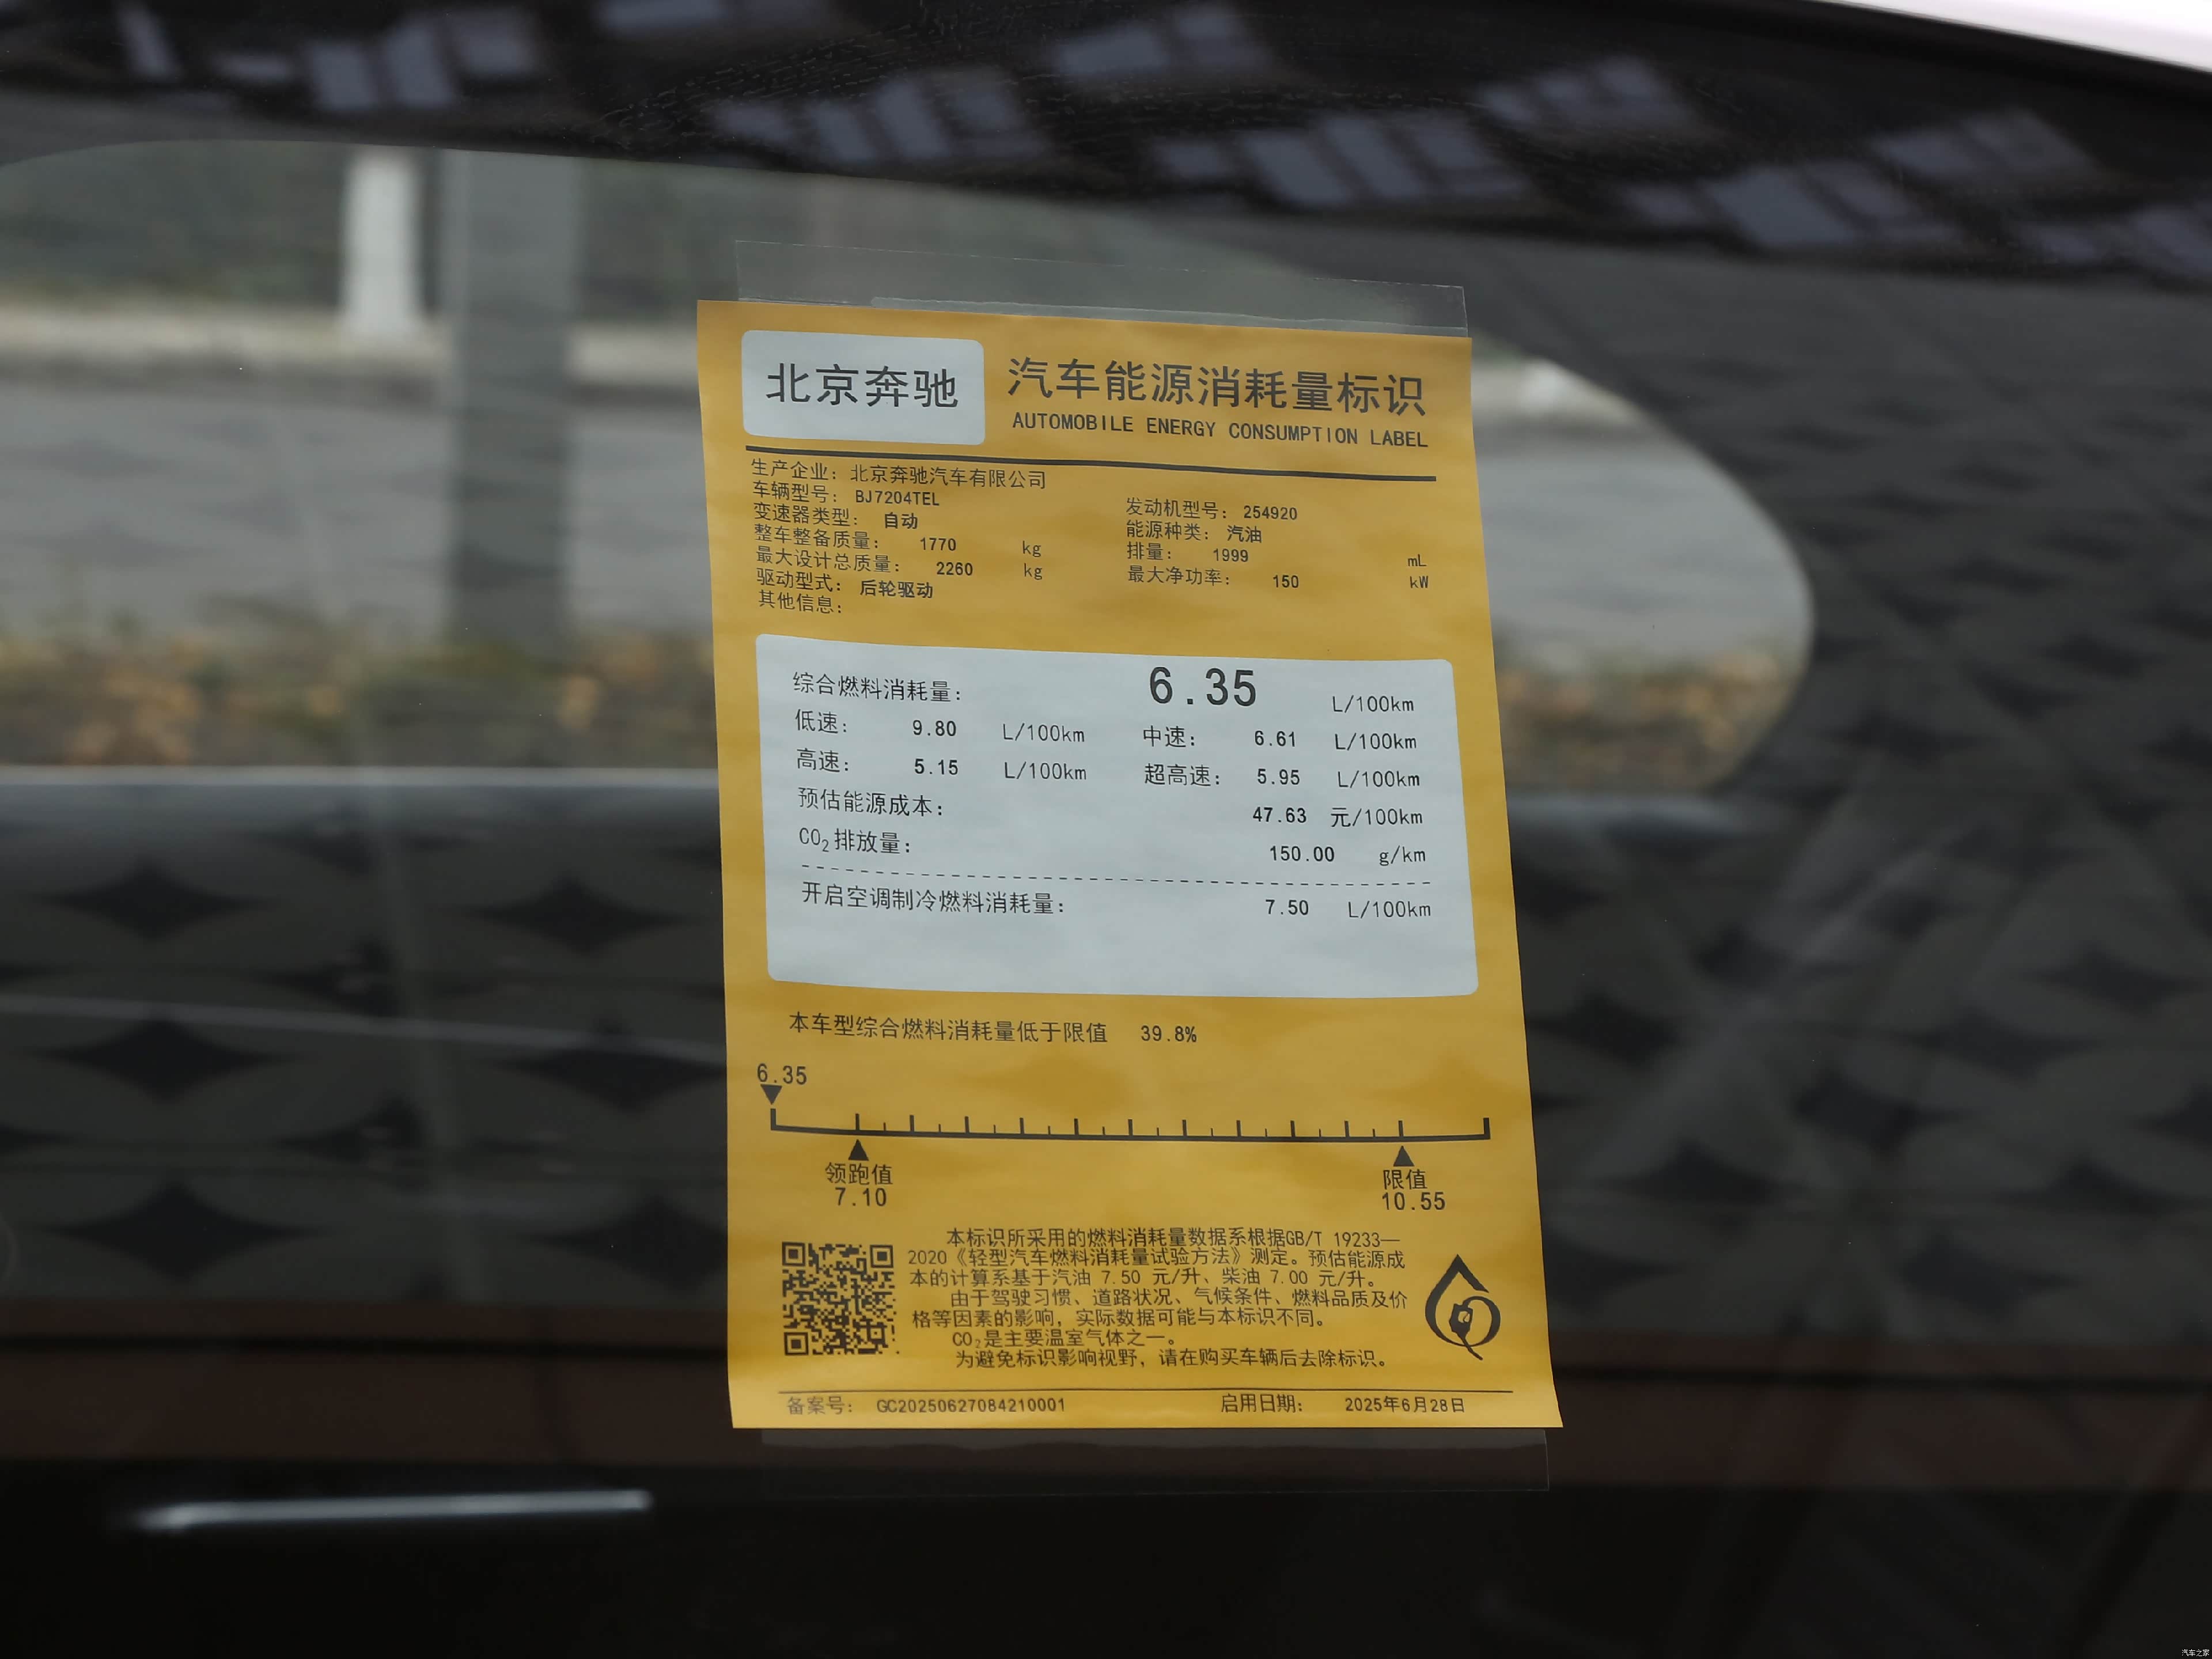 北京奔驰
汽车能源消耗量标识
AUTOMOBILE ENERGY CONSUMPTION LABEL
生产企业: 北京奔驰汽车有限公司
车辆型号: BJ7204TEL
发动机型号: 254920
变速器类型: 自动
能源种类: 汽油
整车整备质量: 1770 kg
排量: 1999 mL
最大设计总质量: 2260 kg
最大净功率: 150 kW
驱动型式: 后轮驱动
其他信息:
综合燃料消耗量: 6.35 L/100km
低速: 9.80 L/100km 中速: 6.61 L/100km
高速: 5.15 L/100km 超高速: 5.95 L/100km
预估能源成本: 47.63 元/100km
CO₂排放量: 150.00 g/km
开启空调制冷燃料消耗量: 7.50 L/100km
本车型综合燃料消耗量低于限值 39.8%
6.35
领跑值
7.10
限值
10.55
本标识所采用的燃料消耗量数据系根据GB/T 19233—
2020《轻型汽车燃料消耗量试验方法》测定。预估能源成
本的计算系基于汽油 7.50 元/升、柴油 7.00 元/升。
由于驾驶习惯、道路状况、气候条件、燃料品质及价
格等因素的影响，实际数据可能与本标识不同。
CO₂是主要温室气体之一。
为避免标识影响视野，请在购买车辆后去除标识。
备案号: GC20250627084210001 启用日期: 2025年6月28日
汽车之家